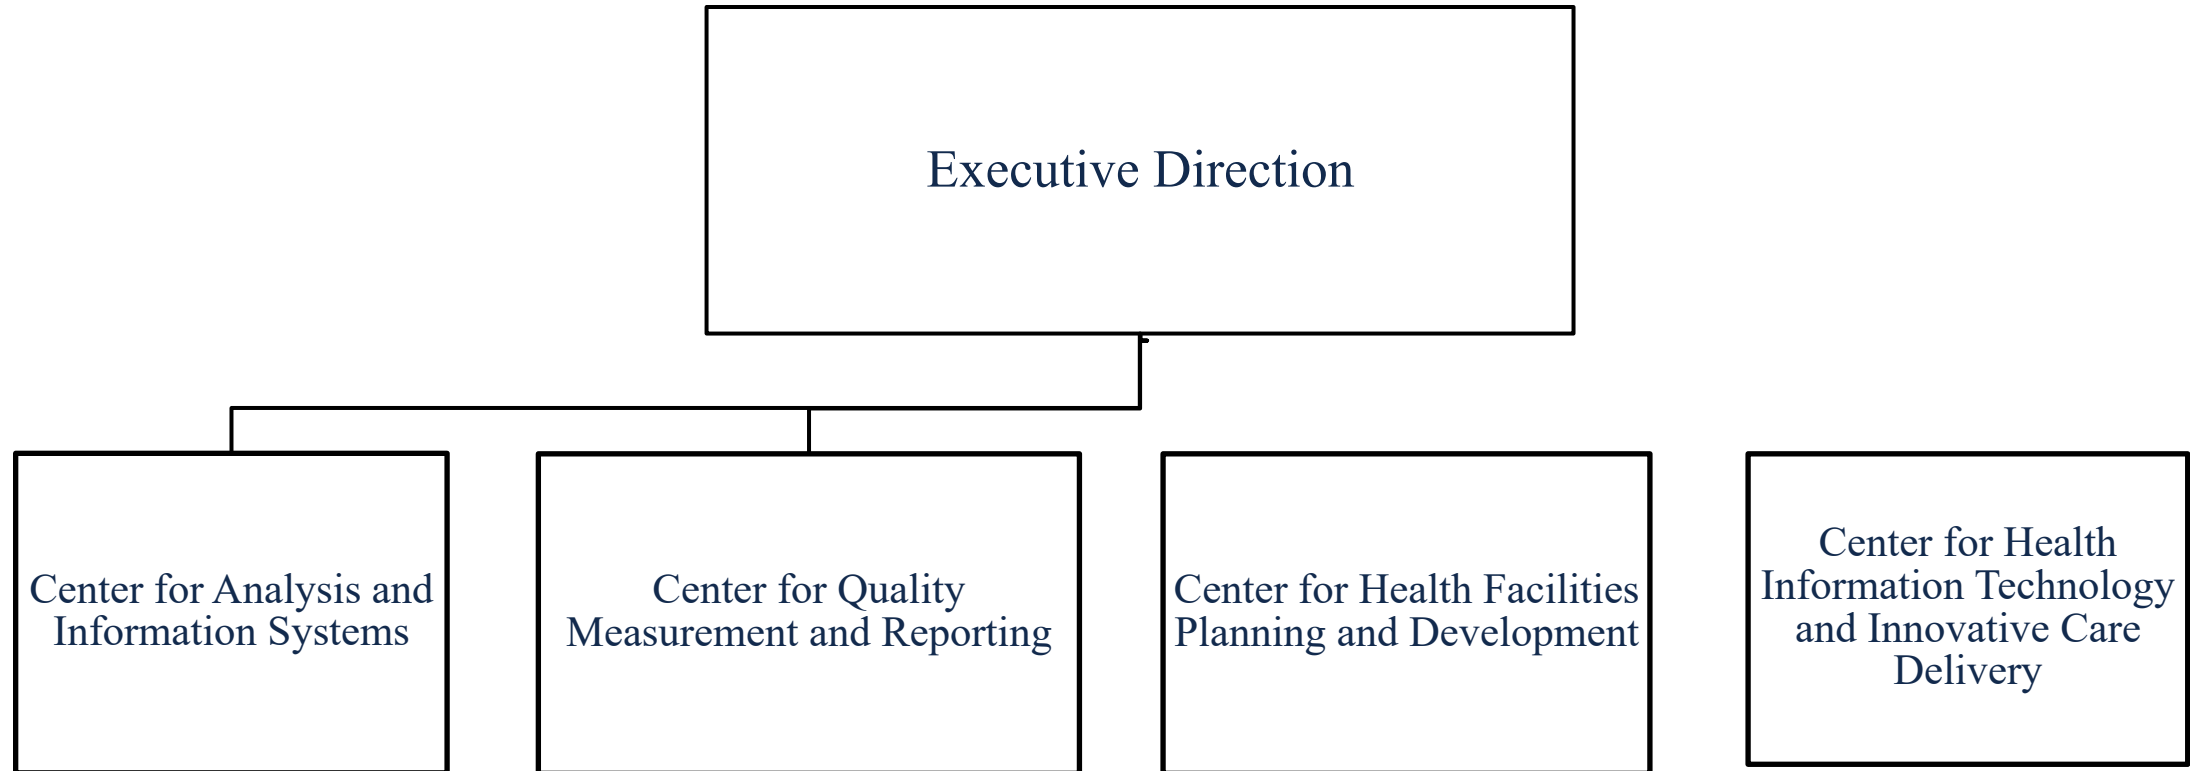 Executive Direction
Center for Analysis and
Information Systems
Center for Quality
Measurement and Reporting
Center for Health Facilities
Planning and Development
Center for Health
Information Technology
and Innovative Care
Delivery